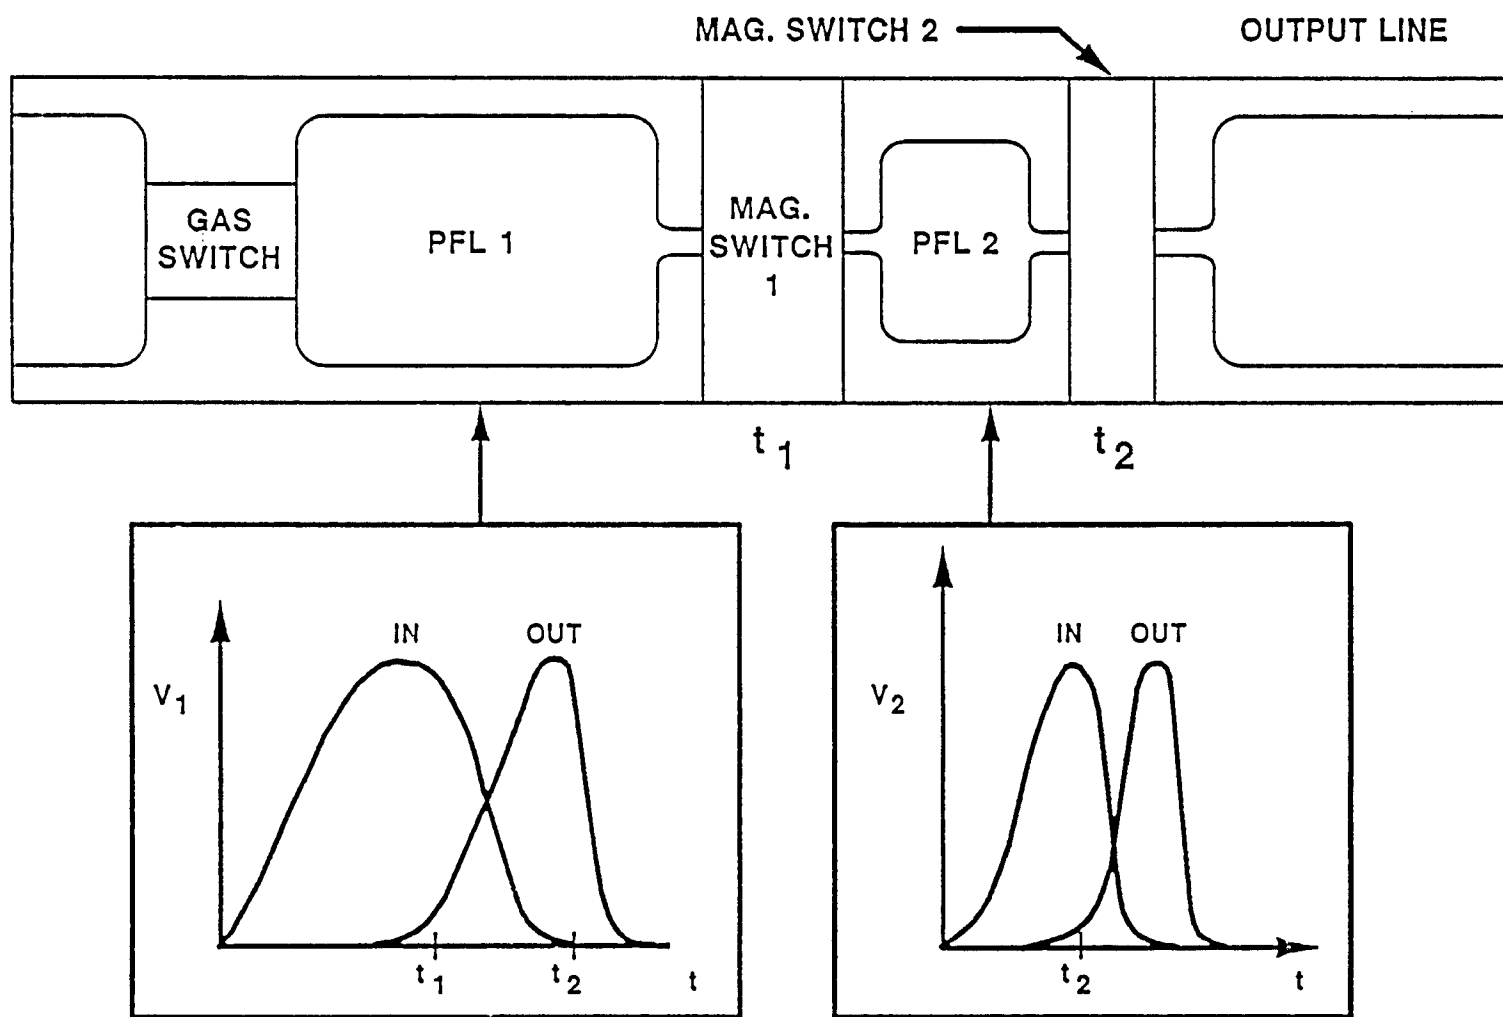 MAG. SWITCH 2
OUTPUT LINE
GAS
SWITCH
PFL 1
MAG.
SWITCH
1
PFL 2
t1
t2
IN
OUT
V1
t1
t2
t
IN
OUT
V2
t2
t